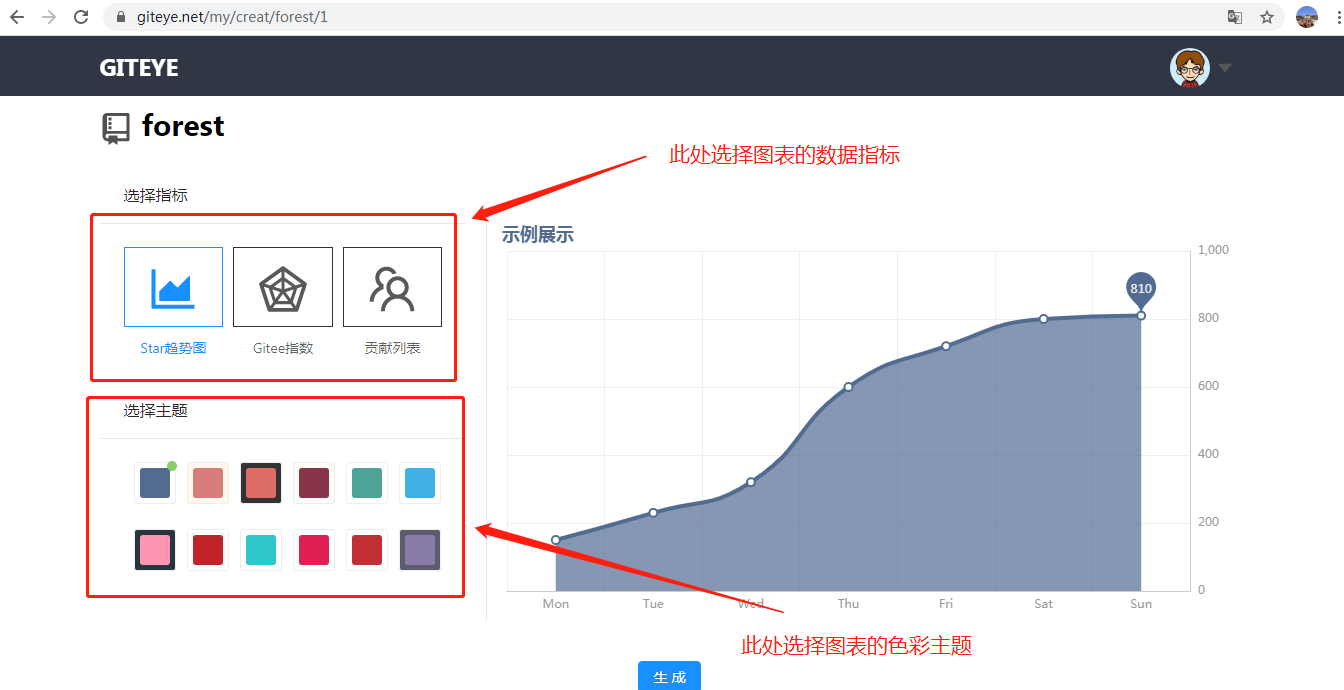 giteye.net/my/creat/forest/1
GITEYE
forest
此处选择图表的数据指标
选择指标
示例展示
1,000
810
800
Star趋势图
Gitee指数
贡献列表
600
选择主题
400
200
0
Mon
Tue
Wed
Thu
Fri
Sat
Sun
此处选择图表的色彩主题
生 成